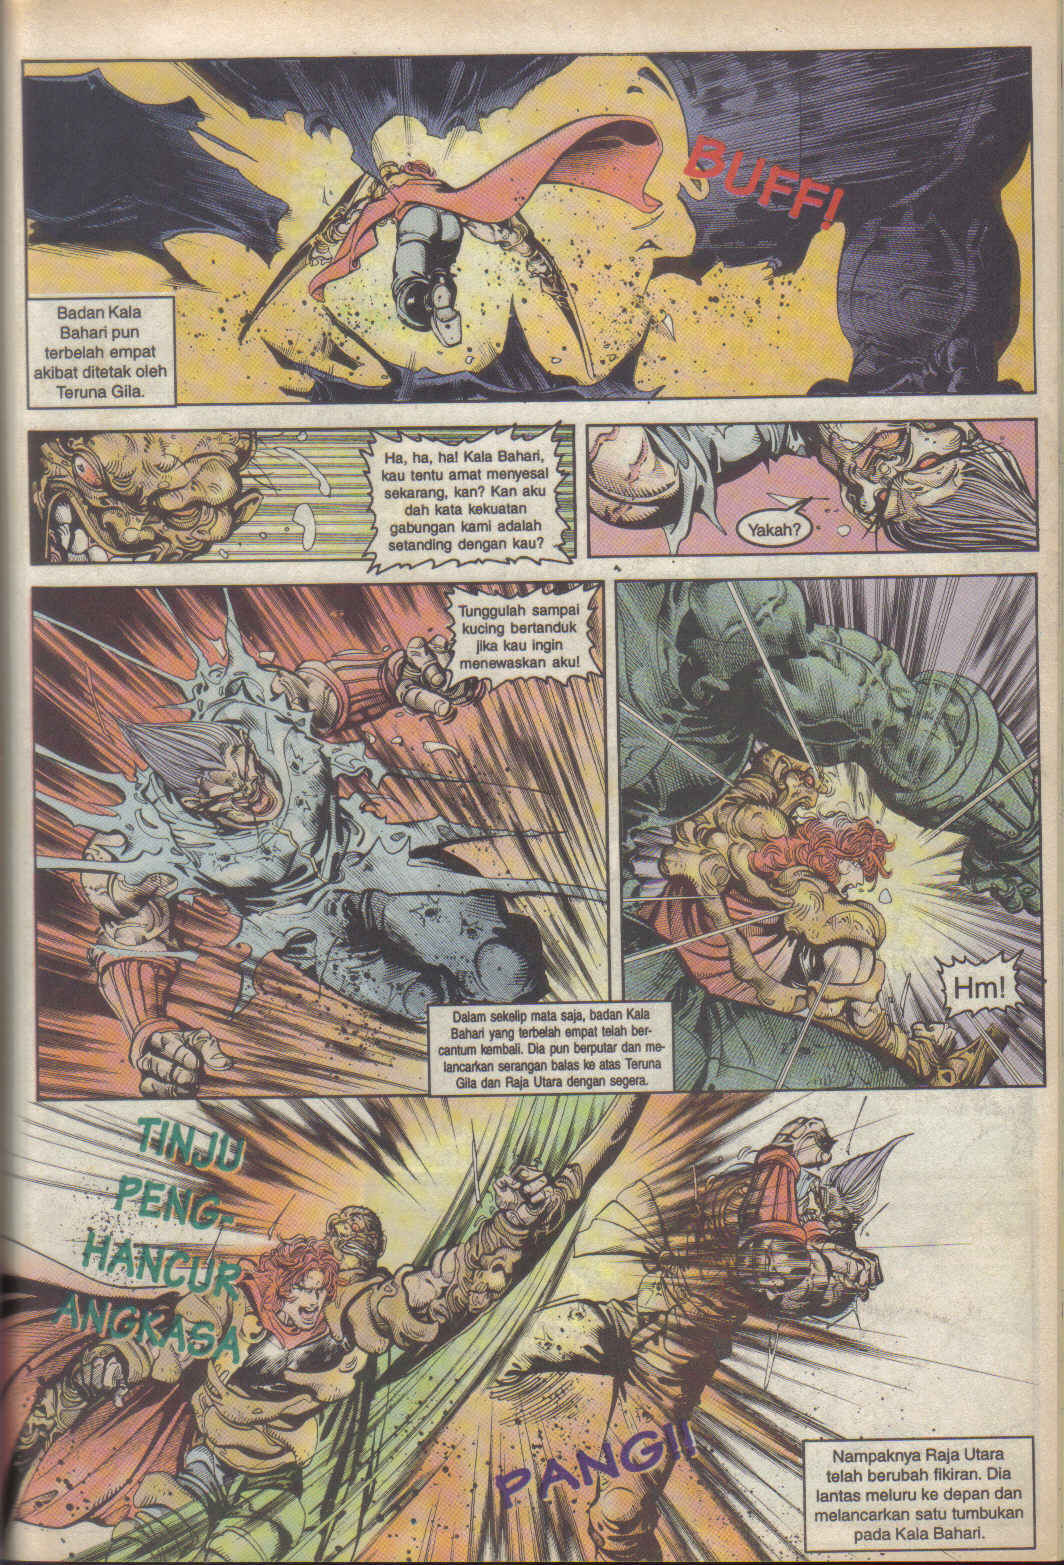 BUFF!
Badan Kala
Bahari pun
terbelah empat
akibat ditetak oleh
Teruna Gila.
Ha, ha, ha! Kala Bahari,
kau tentu amat menyesal
sekarang, kan? Kan aku
dah kata kekuatan
gabungan kami adalah
setanding dengan kau?
Yakah?
Tunggulah sampai
kucing bertanduk
jika kau ingin
menewaskan aku!
Hm!
Dalam sekelip mata saja, badan Kala
Bahari yang terbelah empat telah ber-
cantum kembali. Dia pun berputar dan me-
lancarkan serangan balas ke atas Teruna
Gila dan Raja Utara dengan segera.
TINJU
PENG-
HANCUR
ANGKASA
PANG!!
Nampaknya Raja Utara
telah berubah fikiran. Dia
lantas meluru ke depan dan
melancarkan satu tumbukan
pada Kala Bahari.